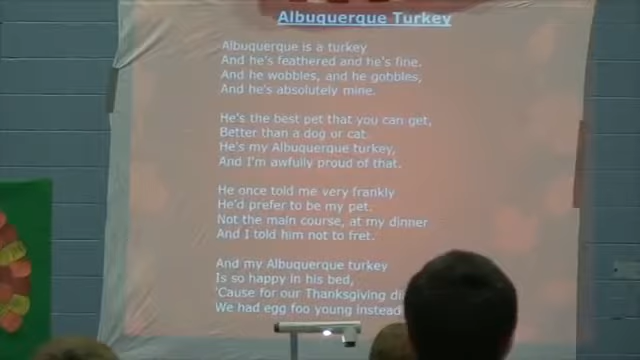 Albuquerque Turkey
Albuquerque is a turkey
And he's feathered and he's fine.
And he wobbles, and he gobbles,
And he's absolutely mine.
He's the best pet that you can get,
Better than a dog or cat.
He's my Albuquerque turkey,
And I'm awfully proud of that.
He once told me very frankly
He'd prefer to be my pet.
Not the main course, at my dinner
And I told him not to fret.
And my Albuquerque turkey
Is so happy in his bed,
'Cause for our Thanksgiving
We had egg foo young instead